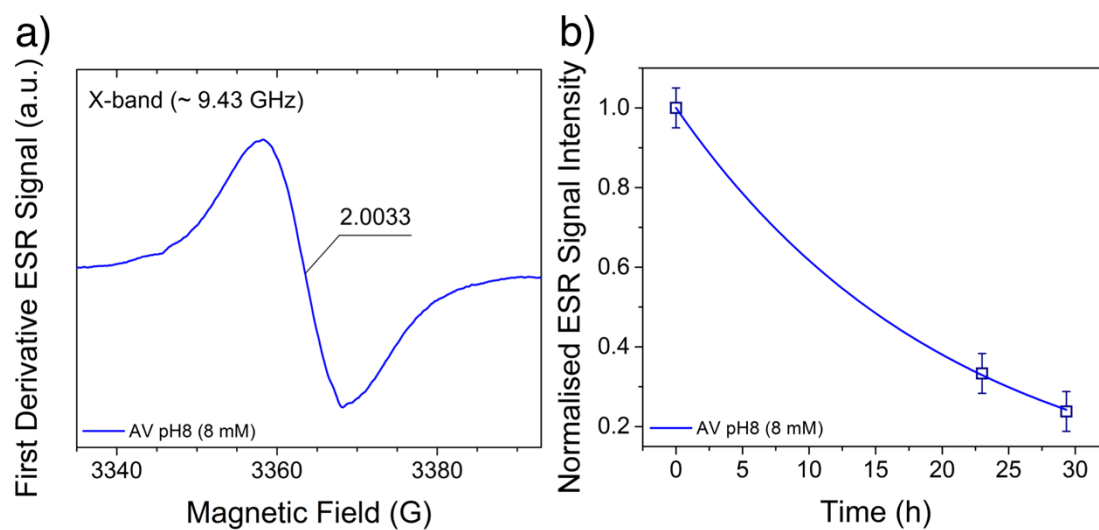 a)
First Derivative ESR Signal (a.u.)
X-band (~ 9.43 GHz)
2.0033
AV pH8 (8 mM)
3340
3360
3380
Magnetic Field (G)
b)
Normalised ESR Signal Intensity
1.0
0.8
0.6
0.4
0.2
AV pH8 (8 mM)
0
5
10
15
20
25
30
Time (h)